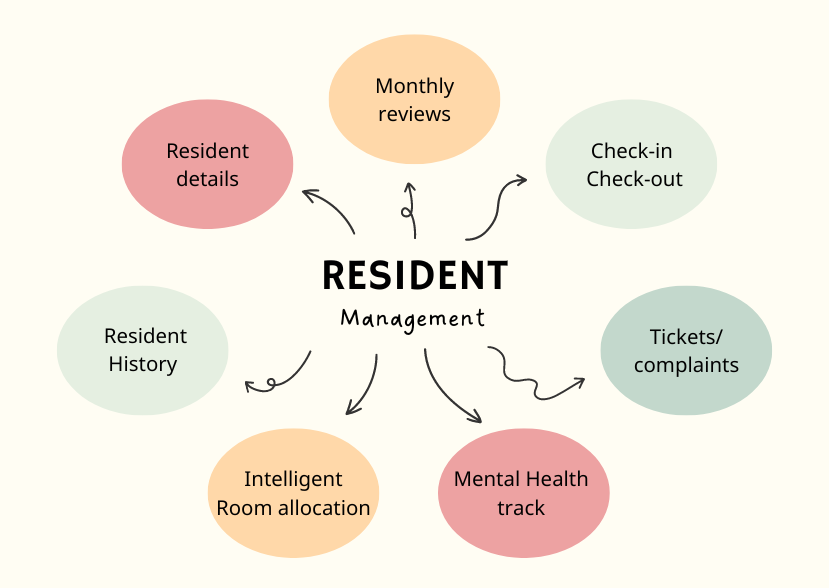 Monthly
reviews
Resident
details
Check-in
Check-out
RESIDENT
Management
Resident
History
Tickets/
complaints
Intelligent
Room allocation
Mental Health
track